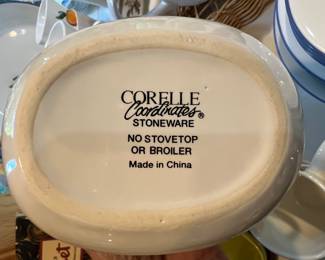 CORELLE
Coordinates®
STONEWARE
NO STOVETOP
OR BROILER
Made in China